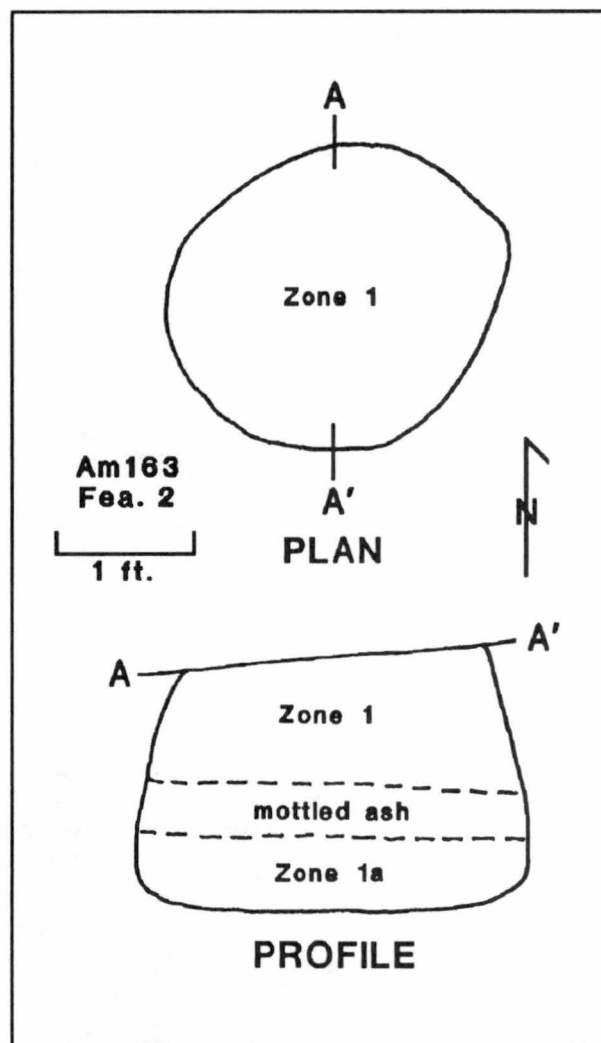 A
Zone 1
Am163
Fea. 2
1 ft.
A'
PLAN
N
A
A'
Zone 1
mottled ash
Zone 1a
PROFILE